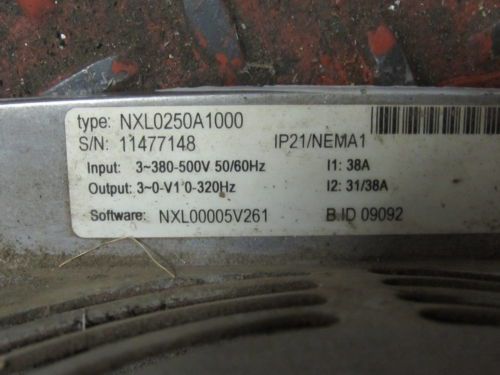 type: NXL0250A1000
S/N: 11477148 IP21/NEMA1
Input: 3~380-500V 50/60Hz I1: 38A
Output: 3~0-V1 0-320Hz I2: 31/38A
Software: NXL00005V261 B.ID 09092